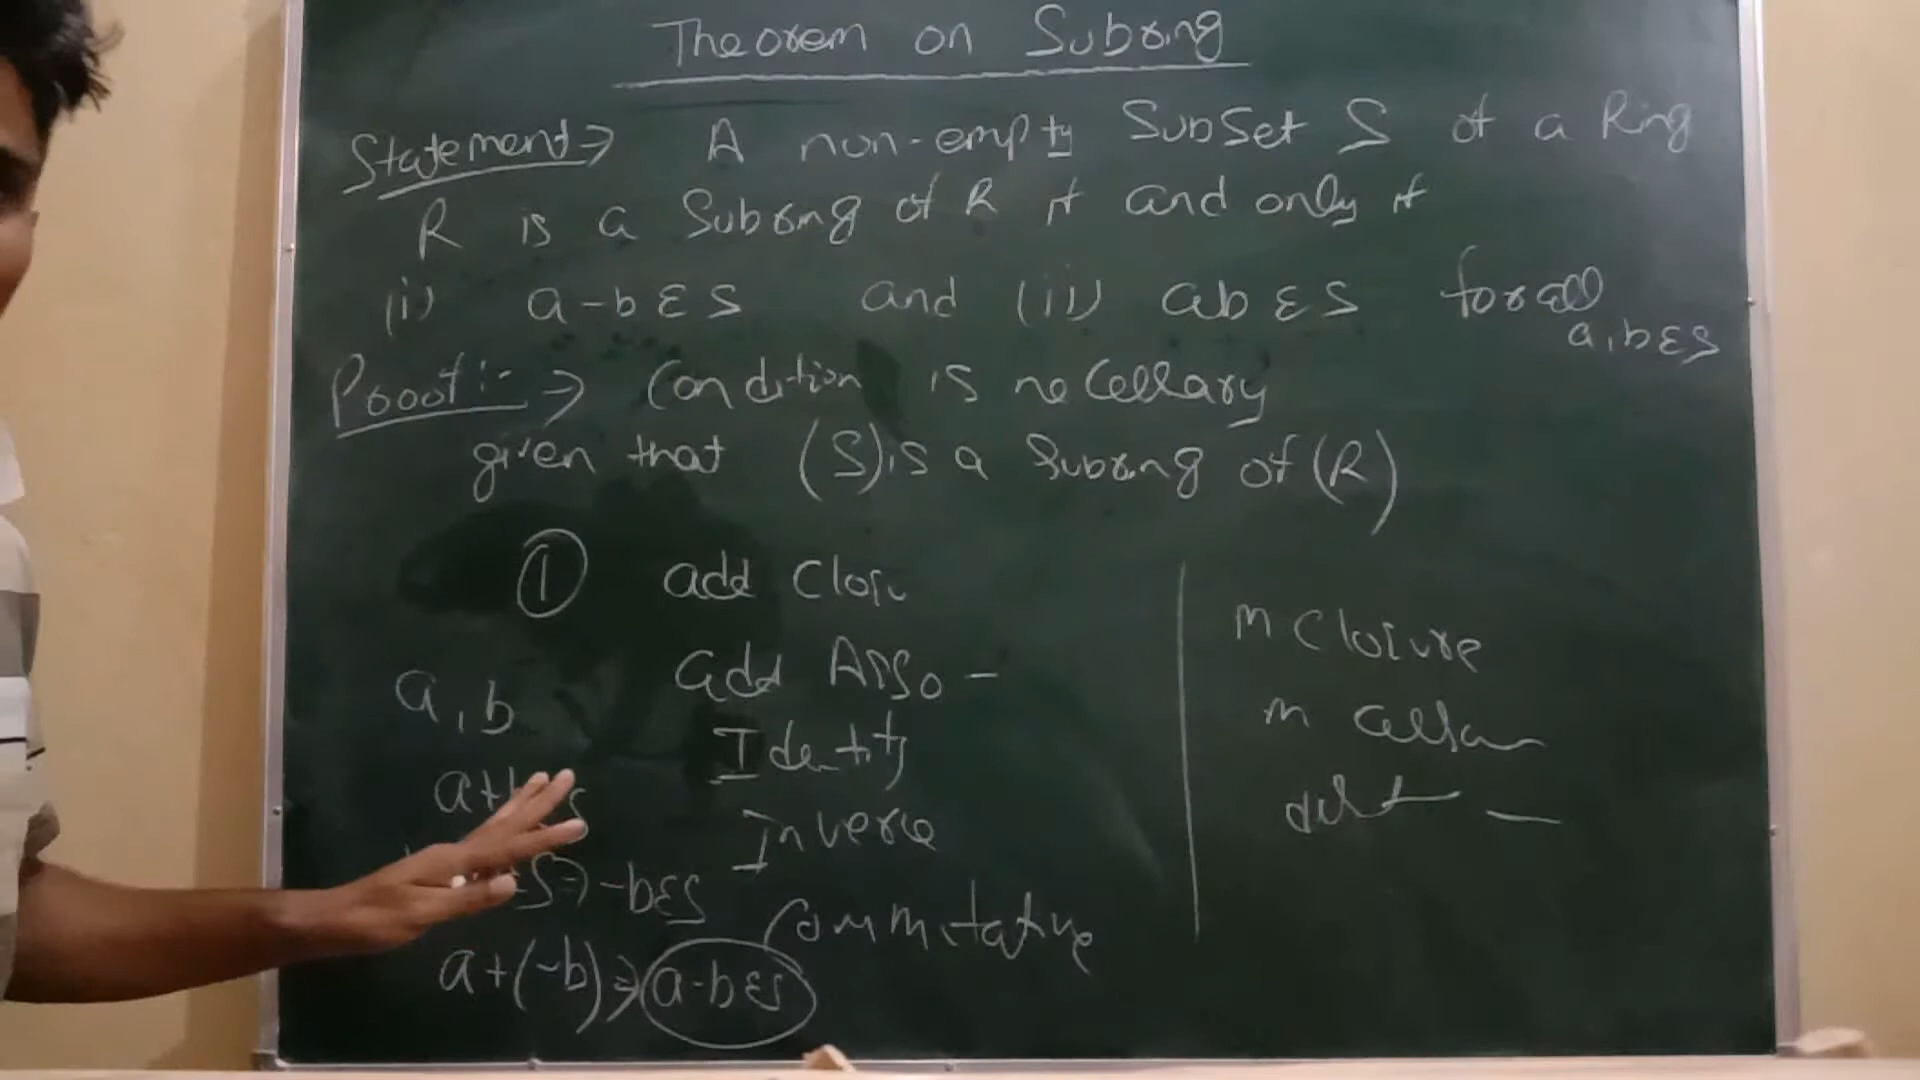 Theorem on Subring
Statement ⇒ A non-empty Subset S of a Ring
R is a Subring of R if and only if
(i) a-b ε S and (ii) ab ε S for all
a, b ε S
Proof :- ⇒ Condition is necessary
given that (S) is a Subring of (R)
① add Closu
add Asso -
a, b
Identity
Inverse
-b ε S
Commutative
a+(-b) ⇒ a-b ε S
m Closure
m